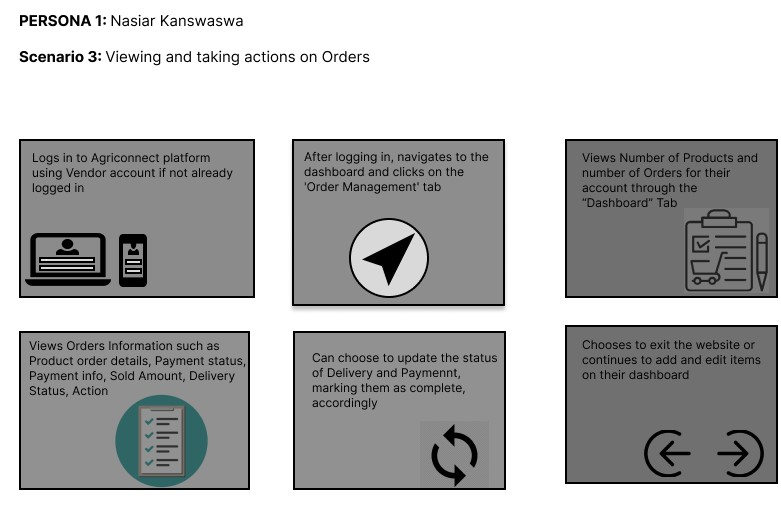 PERSONA 1: Nasiar Kanswaswa
Scenario 3: Viewing and taking actions on Orders
Logs in to Agriconnect platform
using Vendor account if not already
logged in
After logging in, navigates to the
dashboard and clicks on the
'Order Management' tab
Views Number of Products and
number of Orders for their
account through the
“Dashboard” Tab
Views Orders Information such as
Product order details, Payment status,
Payment info, Sold Amount, Delivery
Status, Action
Can choose to update the status
of Delivery and Paymennt,
marking them as complete,
accordingly
Chooses to exit the website or
continues to add and edit items
on their dashboard